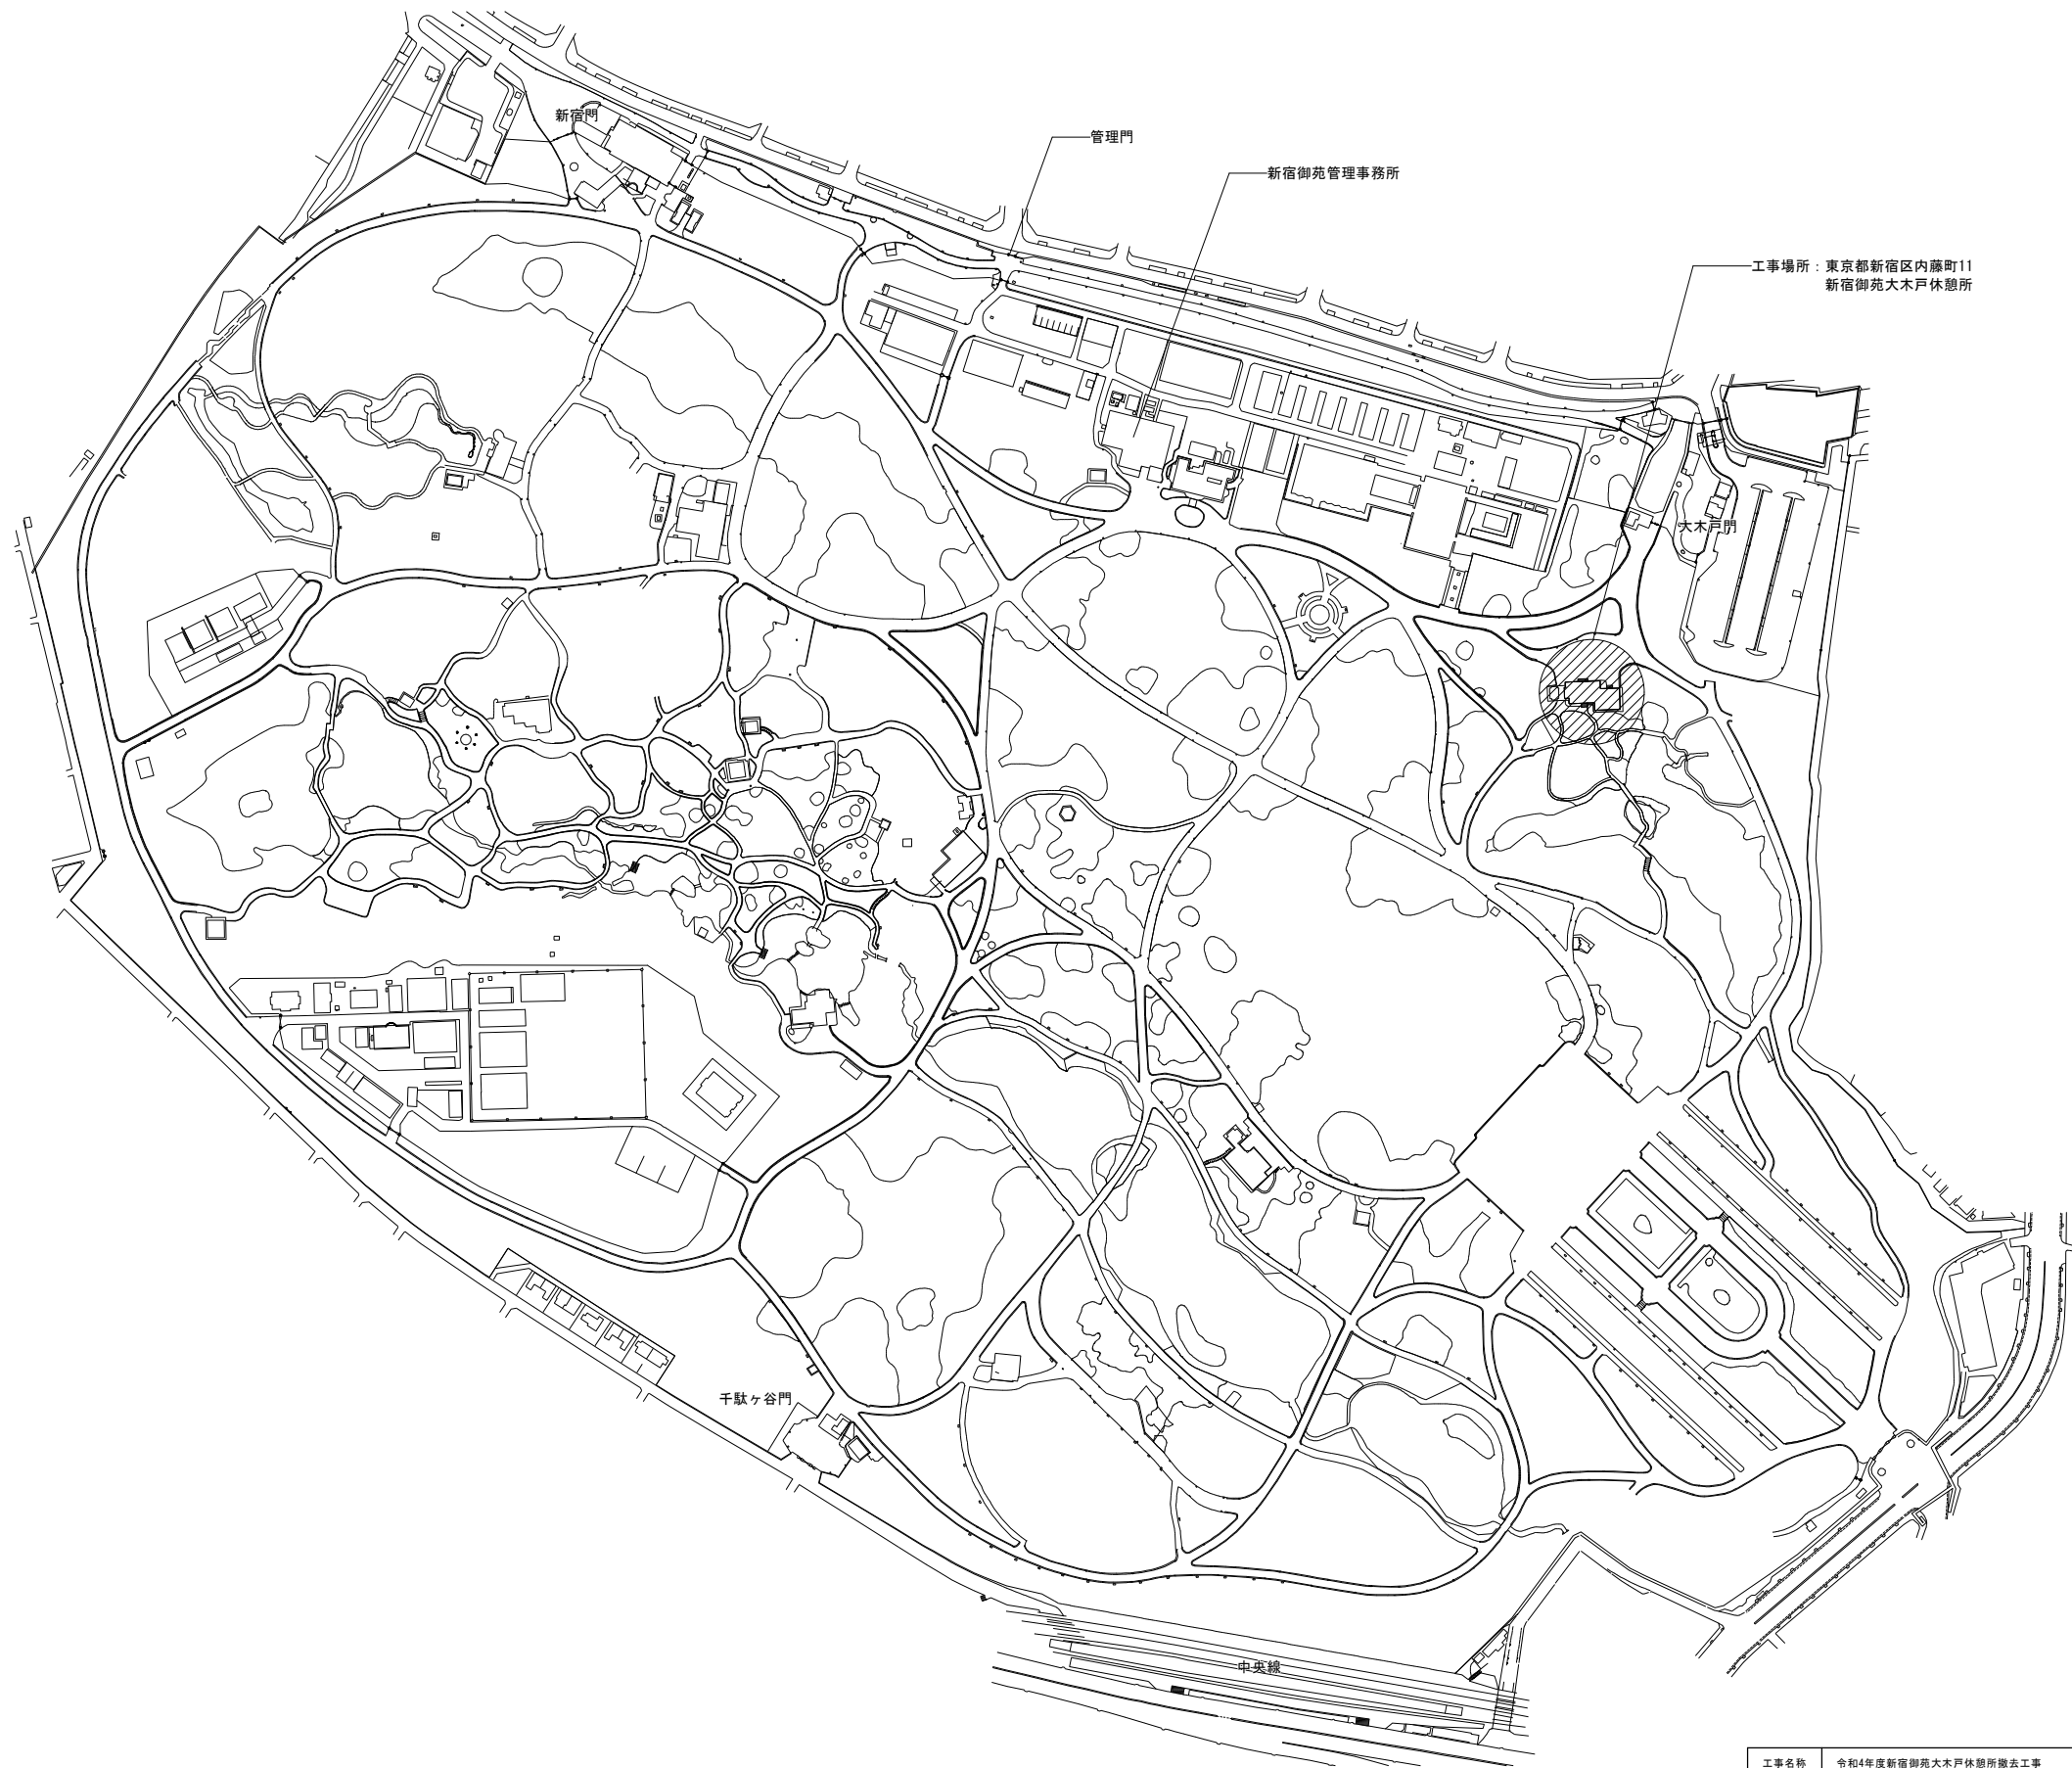 新宿門
管理門
新宿御苑管理事務所
工事場所：東京都新宿区内藤町11
新宿御苑大木戸休憩所
大木戸門
千駄ヶ谷門
中央線
工事名称 令和4年度新宿御苑大木戸休憩所撤去工事